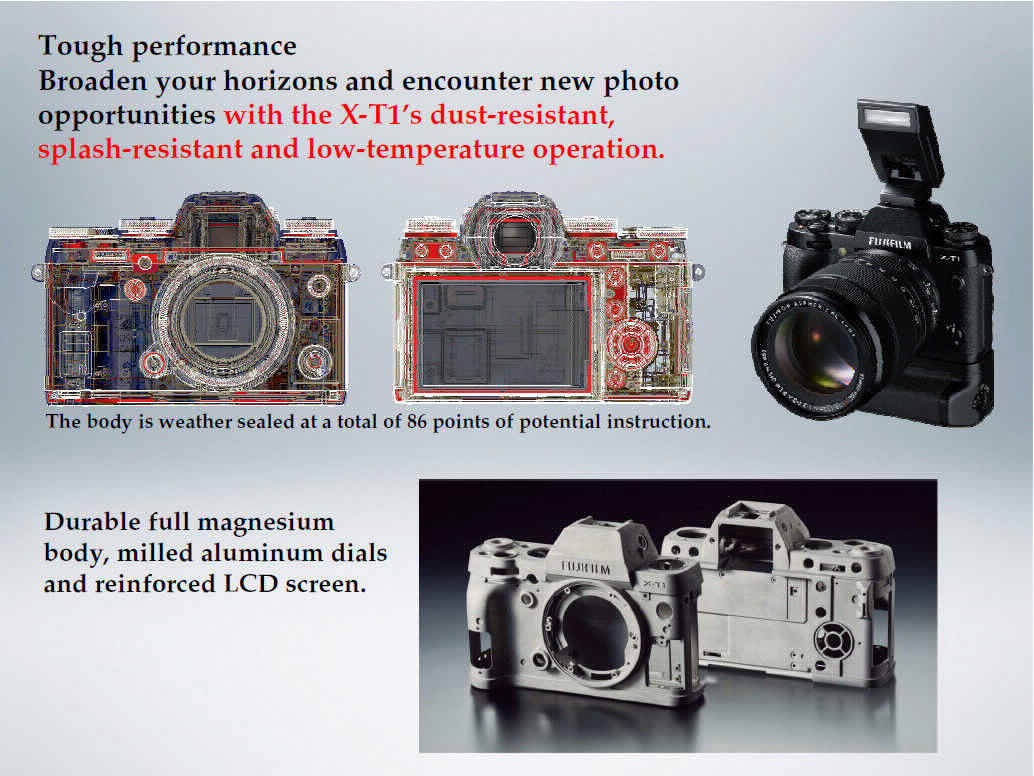 Tough performance
Broaden your horizons and encounter new photo
opportunities with the X-T1’s dust-resistant,
splash-resistant and low-temperature operation.
FUJIFILM
X-T1
The body is weather sealed at a total of 86 points of potential instruction.
Durable full magnesium
body, milled aluminum dials
and reinforced LCD screen.
FUJIFILM
X-T1